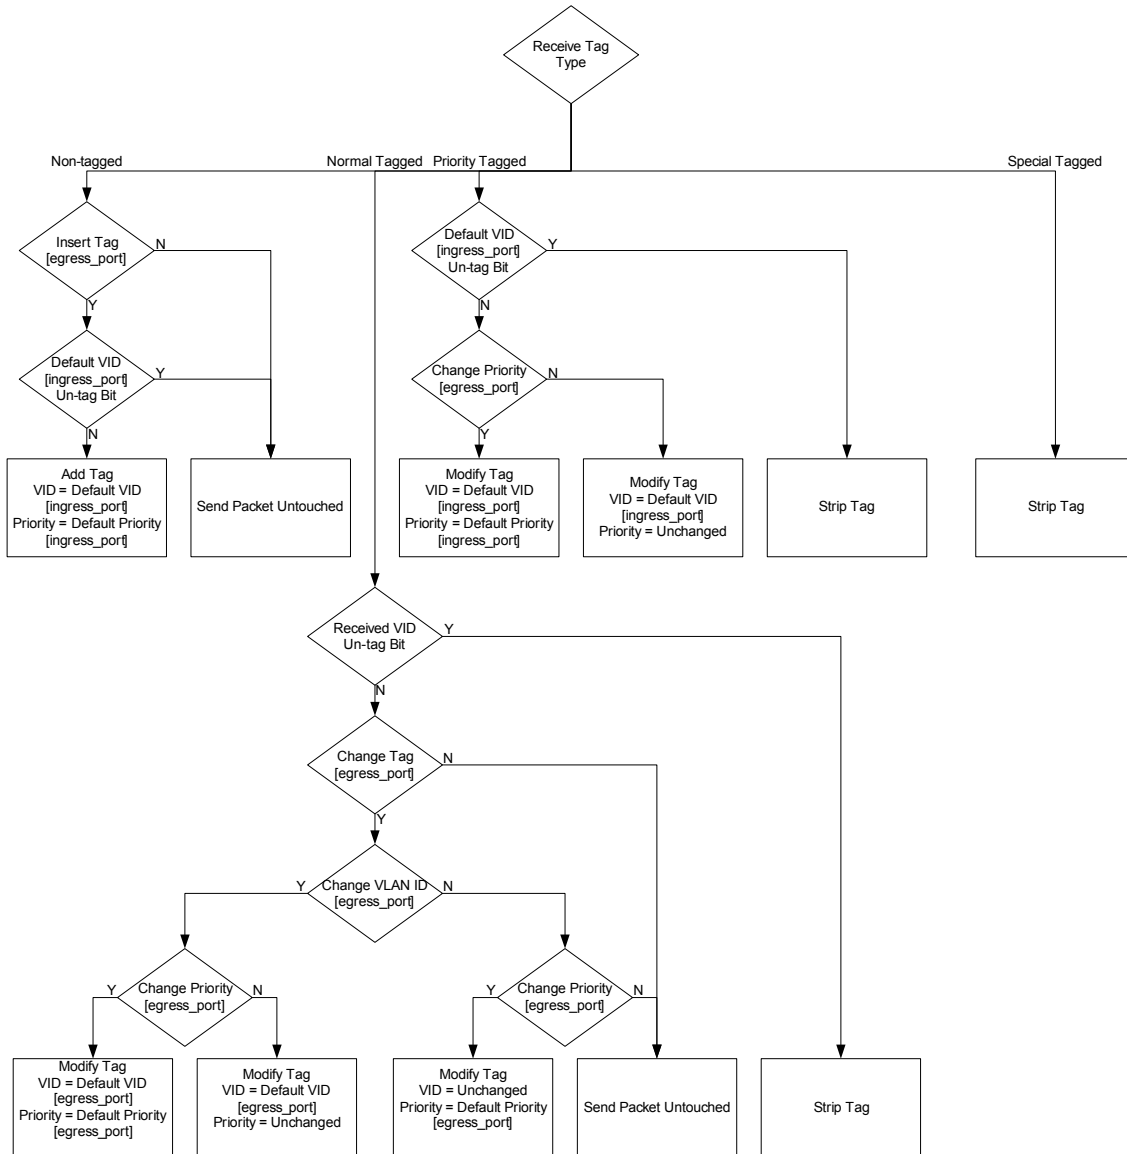 Receive Tag
Type
Non-tagged
Normal Tagged
Priority Tagged
Special Tagged
Insert Tag
[egress_port]
N
Y
Default VID
[ingress_port]
Un-tag Bit
Y
N
Default VID
[ingress_port]
Un-tag Bit
Y
N
Change Priority
[egress_port]
N
Y
Add Tag
VID = Default VID
[ingress_port]
Priority = Default Priority
[ingress_port]
Send Packet Untouched
Modify Tag
VID = Default VID
[ingress_port]
Priority = Default Priority
[ingress_port]
Modify Tag
VID = Default VID
[ingress_port]
Priority = Unchanged
Strip Tag
Strip Tag
Received VID
Un-tag Bit
Y
N
Change Tag
[egress_port]
N
Y
Change VLAN ID
[egress_port]
Y
N
Change Priority
[egress_port]
Y
N
Change Priority
[egress_port]
Y
N
Modify Tag
VID = Default VID
[egress_port]
Priority = Default Priority
[egress_port]
Modify Tag
VID = Default VID
[egress_port]
Priority = Unchanged
Modify Tag
VID = Unchanged
Priority = Default Priority
[egress_port]
Send Packet Untouched
Strip Tag